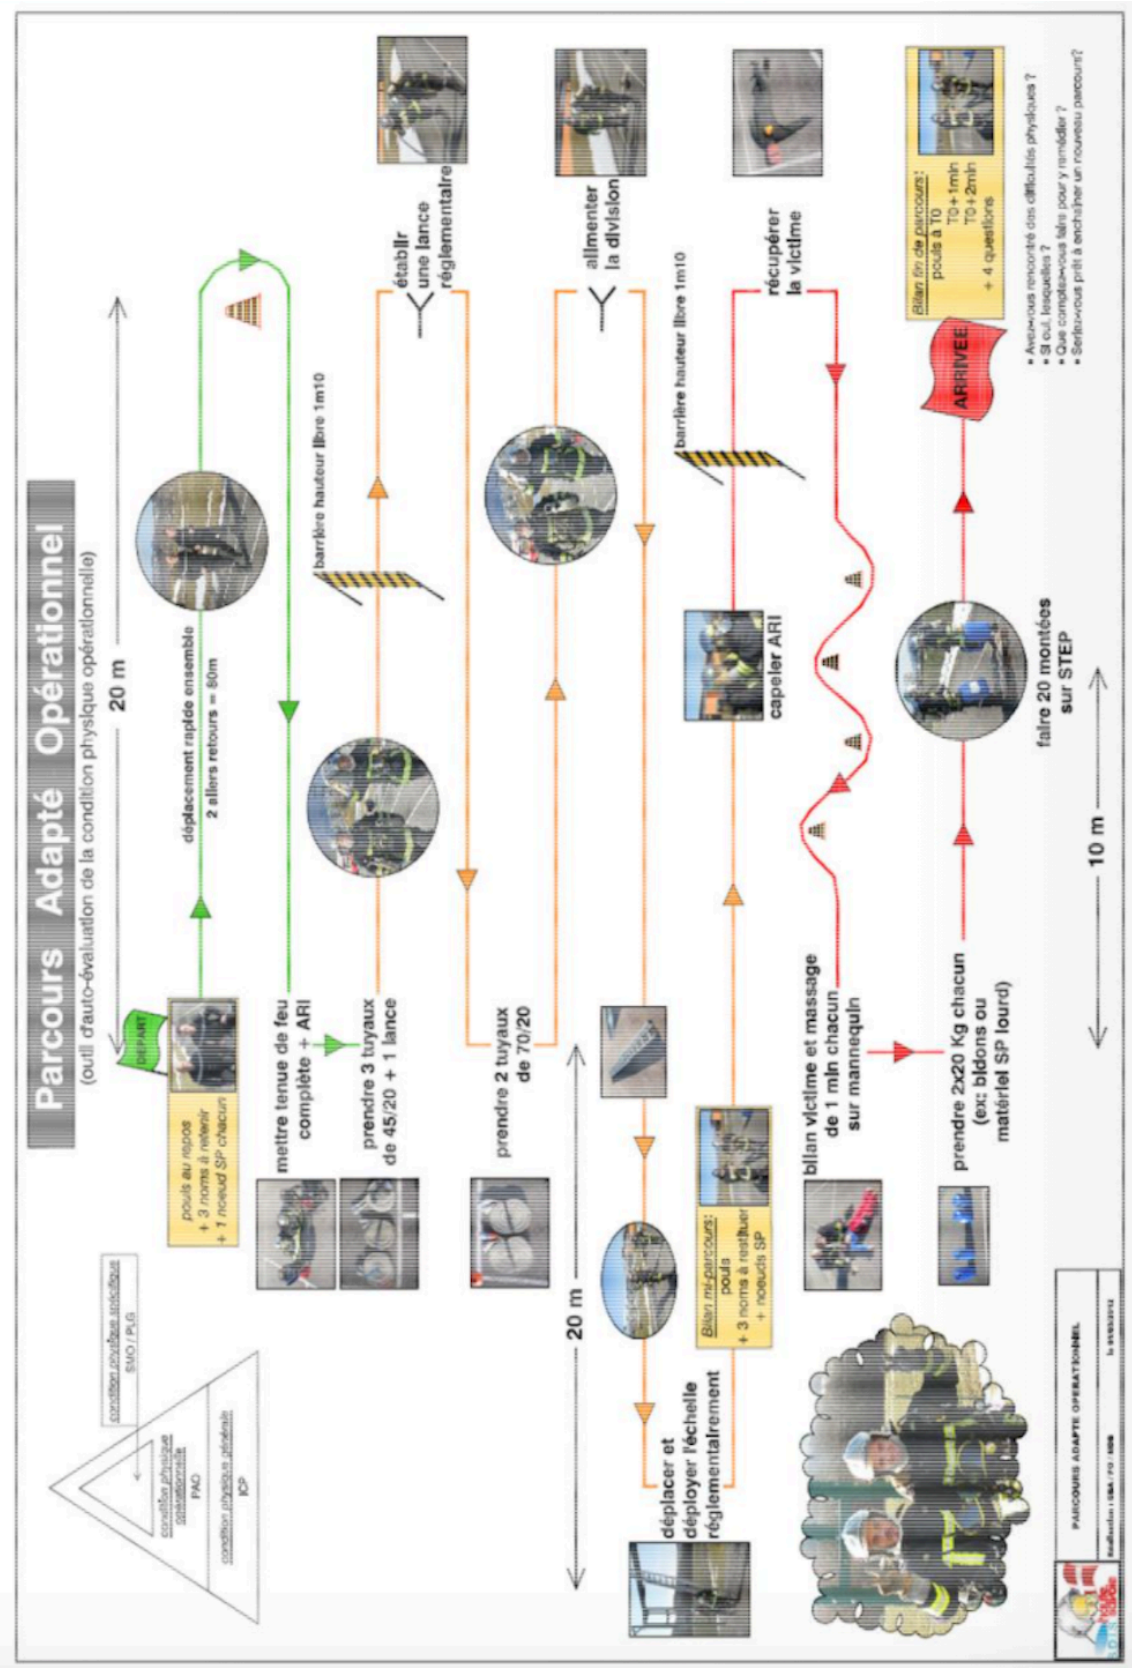 Parcours Adapté Opérationnel
(outil d'auto-évaluation de la condition physique opérationnelle)
20 m
condition physique spécifique
SMO / PLG
condition physique
opérationnelle
PAO
condition physique générale
ICP
DEPART
pouls au repos
+ 3 noms à retenir
+ 1 noeud SP chacun
déplacement rapide ensemble
2 allers retours = 80m
mettre tenue de feu
complète + ARI
prendre 3 tuyaux
de 45/20 + 1 lance
barrière hauteur libre 1m10
établir
une lance
réglementaire
prendre 2 tuyaux
de 70/20
alimenter
la division
20 m
déplacer et
déployer l'échelle
réglementairement
Bilan mi-parcours:
pouls
+ 3 noms à restituer
+ noeuds SP
capeler ARI
barrière hauteur libre 1m10
récupérer
la victime
bilan victime et massage
de 1 min chacun
sur mannequin
prendre 2x20 Kg chacun
(ex: bidons ou
matériel SP lourd)
faire 20 montées
sur STEP
ARRIVEE
Bilan fin de parcours:
pouls à T0
T0+1min
T0+2min
+ 4 questions
• Avez-vous rencontré des difficultés physiques ?
• Si oui, lesquelles ?
• Que comptez-vous faire pour y remédier ?
• Seriez-vous prêt à enchaîner un nouveau parcours?
10 m
PARCOURS ADAPTE OPERATIONNEL